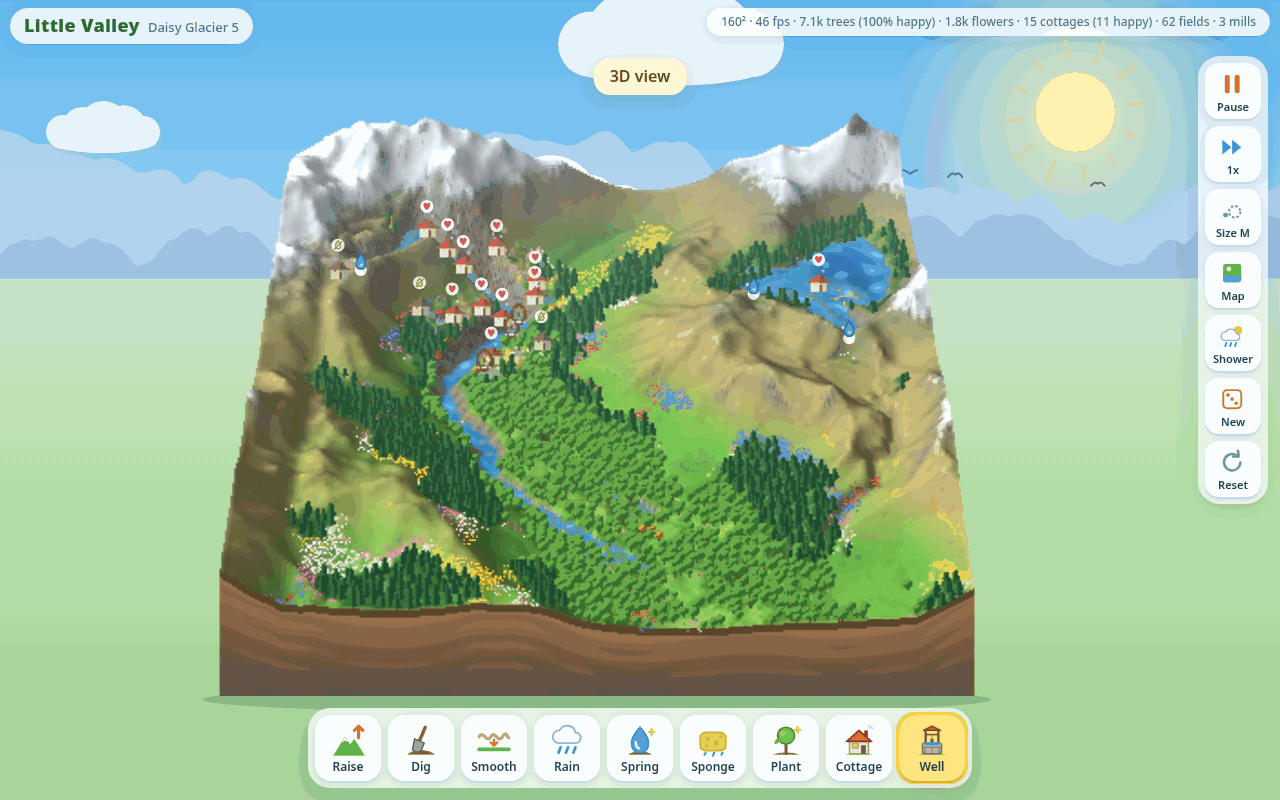 Little Valley Daisy Glacier 5
160² · 46 fps · 7.1k trees (100% happy) · 1.8k flowers · 15 cottages (11 happy) · 62 fields · 3 mills
3D view
Pause
1x
Size M
Map
Shower
New
Reset
Raise
Dig
Smooth
Rain
Spring
Sponge
Plant
Cottage
Well